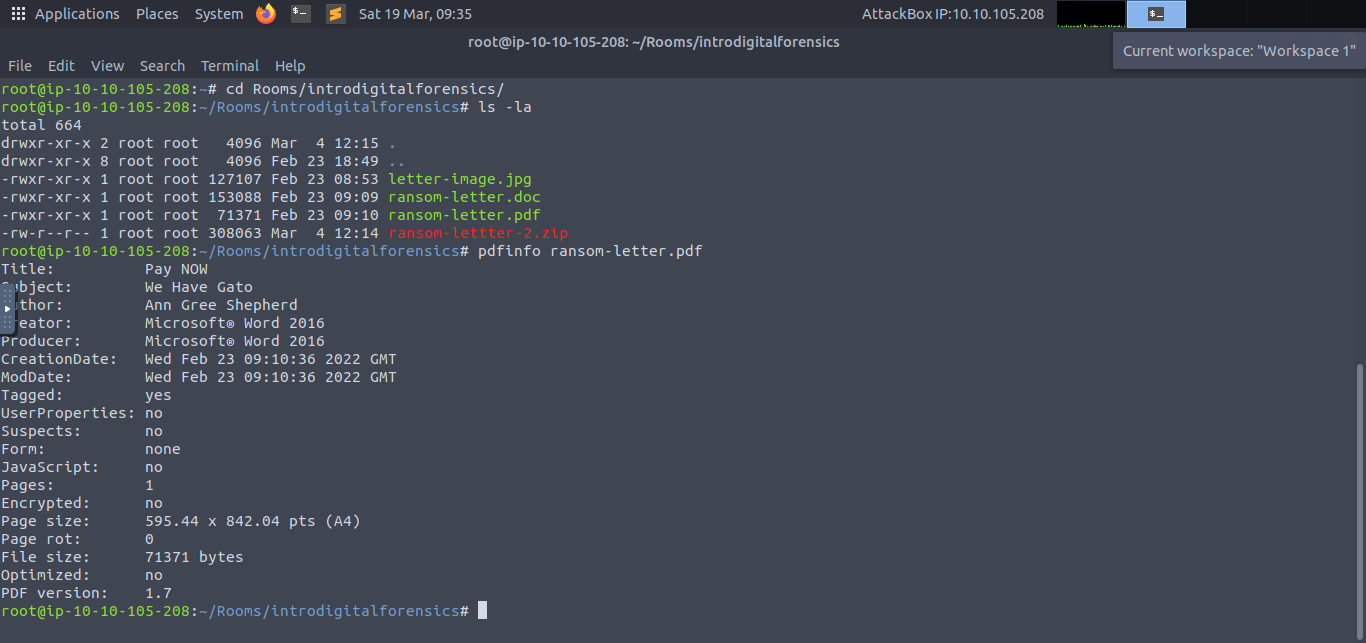 Applications Places System Sat 19 Mar, 09:35 AttackBox IP:10.10.105.208
root@ip-10-10-105-208: ~/Rooms/introdigitalforensics
Current workspace: "Workspace 1"
File Edit View Search Terminal Help
root@ip-10-10-105-208:~# cd Rooms/introdigitalforensics/
root@ip-10-10-105-208:~/Rooms/introdigitalforensics# ls -la
total 664
drwxr-xr-x 2 root root   4096 Mar  4 12:15 .
drwxr-xr-x 8 root root   4096 Feb 23 18:49 ..
-rwxr-xr-x 1 root root 127107 Feb 23 08:53 letter-image.jpg
-rwxr-xr-x 1 root root 153088 Feb 23 09:09 ransom-letter.doc
-rwxr-xr-x 1 root root  71371 Feb 23 09:10 ransom-letter.pdf
-rw-r--r-- 1 root root 308063 Mar  4 12:14 ransom-lettter-2.zip
root@ip-10-10-105-208:~/Rooms/introdigitalforensics# pdfinfo ransom-letter.pdf
Title:          Pay NOW
Subject:        We Have Gato
Author:         Ann Gree Shepherd
Creator:        Microsoft® Word 2016
Producer:       Microsoft® Word 2016
CreationDate:   Wed Feb 23 09:10:36 2022 GMT
ModDate:        Wed Feb 23 09:10:36 2022 GMT
Tagged:         yes
UserProperties: no
Suspects:       no
Form:           none
JavaScript:     no
Pages:          1
Encrypted:      no
Page size:      595.44 x 842.04 pts (A4)
Page rot:       0
File size:      71371 bytes
Optimized:      no
PDF version:    1.7
root@ip-10-10-105-208:~/Rooms/introdigitalforensics#